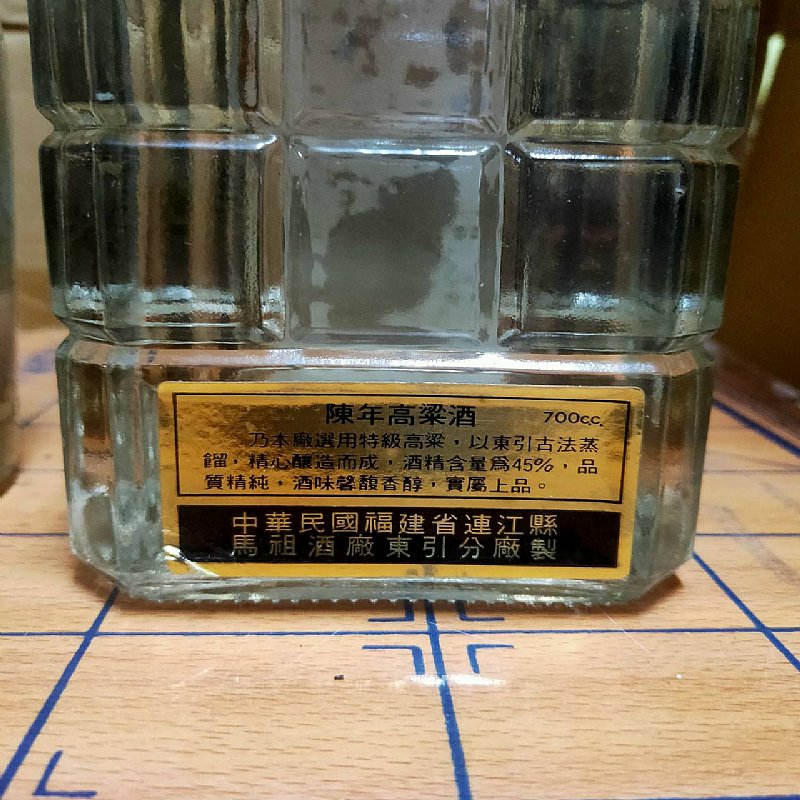 陳年高粱酒 700cc.
乃本廠選用特級高粱，以東引古法蒸
餾，精心釀造而成，酒精含量為45%，品
質精純，酒味馨馥香醇，實屬上品。
中華民國福建省連江縣
馬祖酒廠東引分廠製